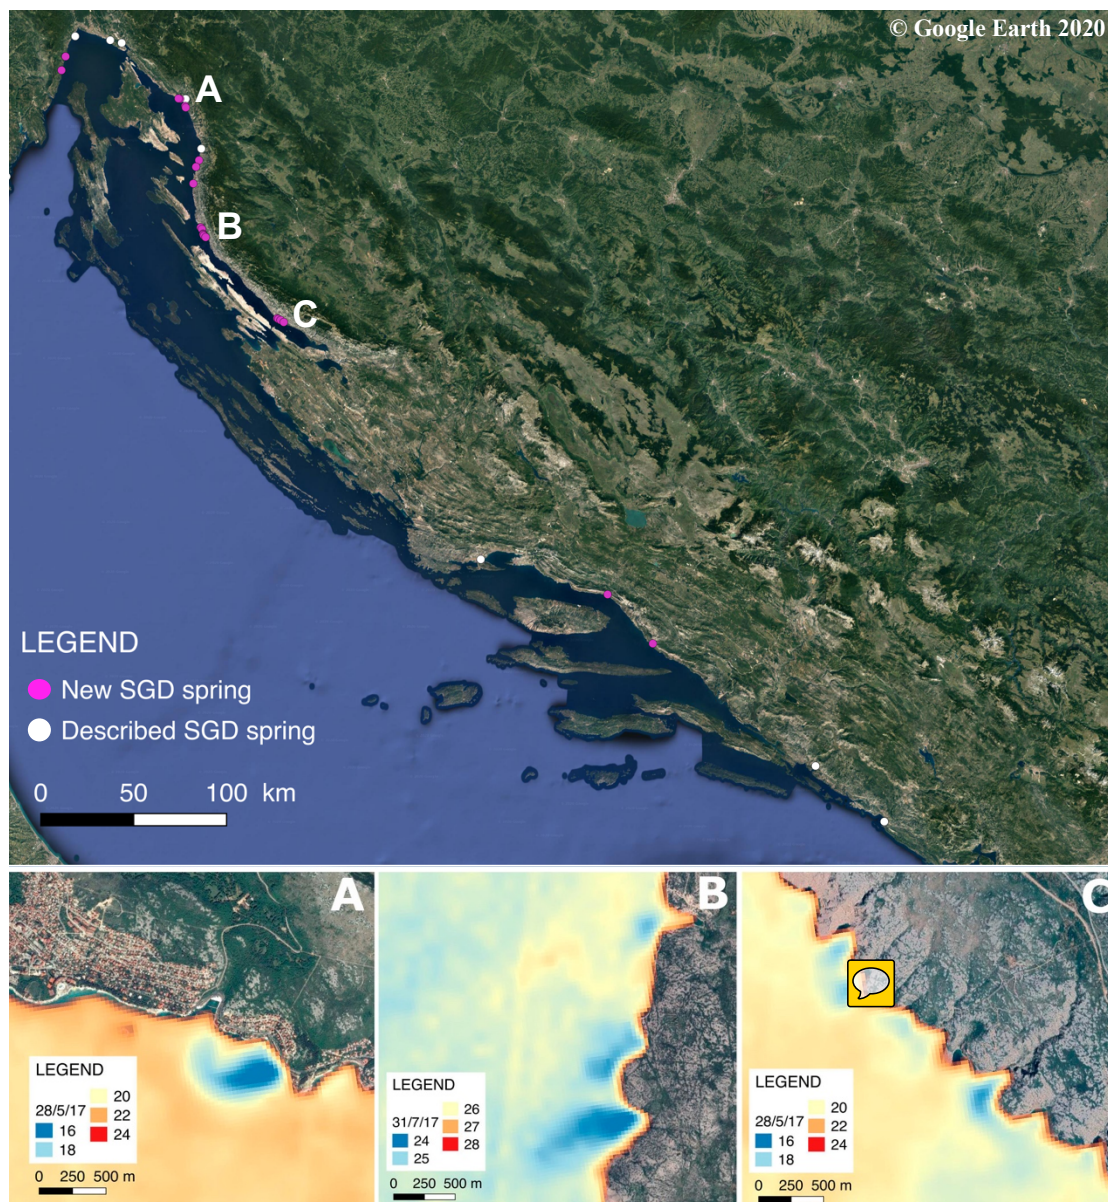 © Google Earth 2020
A
B
C
LEGEND
New SGD spring
Described SGD spring
0 50 100 km
A
LEGEND
28/5/17
16
18
20
22
24
0 250 500 m
B
LEGEND
31/7/17
24
25
26
27
28
0 250 500 m
C
LEGEND
28/5/17
16
18
20
22
24
0 250 500 m